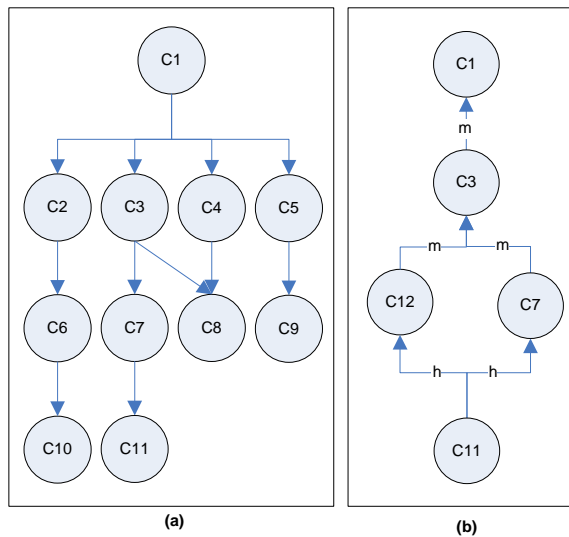 C1
C2 C3 C4 C5
C6 C7 C8 C9
C10 C11
(a)
C1
m
C3
m m
C12 C7
h h
C11
(b)